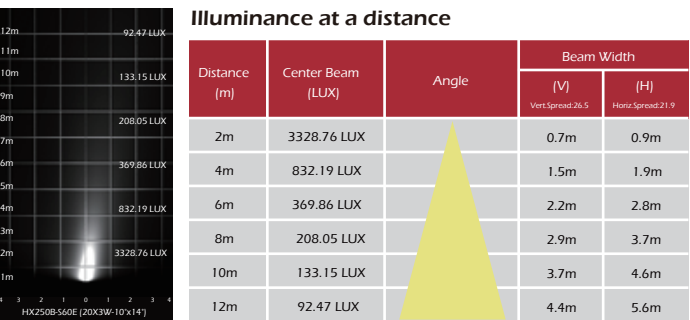 12m
92.47 LUX
11m
10m
133.15 LUX
9m
8m
208.05 LUX
7m
6m
369.86 LUX
5m
4m
832.19 LUX
3m
2m
3328.76 LUX
1m
4 3 2 1 0 1 2 3 4
HX250B-S60E (20X3W-10°x14°)
Illuminance at a distance
Distance
(m)
Center Beam
(LUX)
Angle
Beam Width
(V)
Vert.Spread:26.5
(H)
Horiz.Spread:21.9
2m 3328.76 LUX 0.7m 0.9m
4m 832.19 LUX 1.5m 1.9m
6m 369.86 LUX 2.2m 2.8m
8m 208.05 LUX 2.9m 3.7m
10m 133.15 LUX 3.7m 4.6m
12m 92.47 LUX 4.4m 5.6m